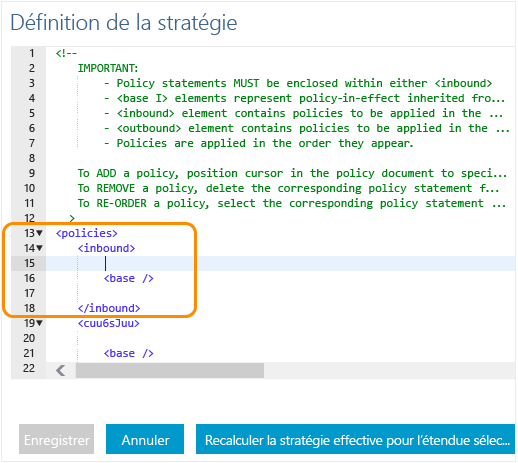 Définition de la stratégie
1 <!--
2 IMPORTANT:
3 - Policy statements MUST be enclosed within either <inbound>
4 - <base I> elements represent policy-in-effect inherited fro...
5 - <inbound> element contains policies to be applied in the ...
6 - <outbound> element contains policies to be applied in the ...
7 - Policies are applied in the order they appear.
8
9 To ADD a policy, position cursor in the policy document to speci...
10 To REMOVE a policy, delete the corresponding policy statement f...
11 To RE-ORDER a policy, select the corresponding policy statement ...
12 >
13 <policies>
14 <inbound>
15
16 <base />
17
18 </inbound>
19 <cuu6sJuu>
20
21 <base />
22
Enregistrer Annuler Recalculer la stratégie effective pour l'étendue sélec...